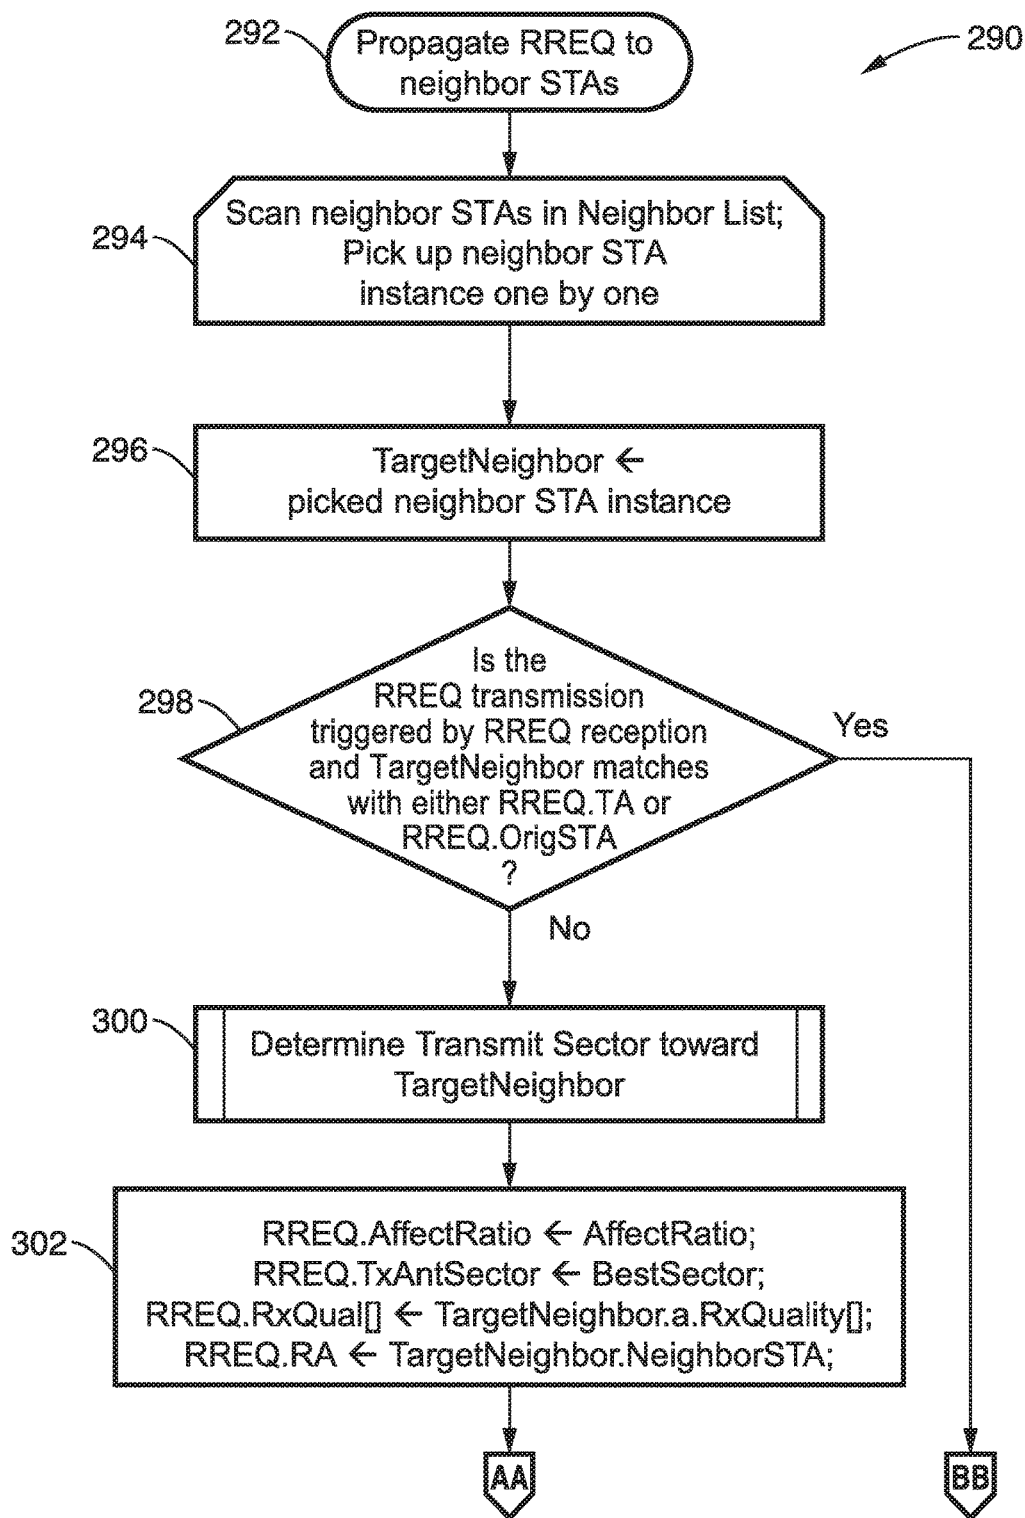 292
Propagate RREQ to
neighbor STAs
290
294
Scan neighbor STAs in Neighbor List;
Pick up neighbor STA
instance one by one
296
TargetNeighbor ←
picked neighbor STA instance
298
Is the
RREQ transmission
triggered by RREQ reception
and TargetNeighbor matches
with either RREQ.TA or
RREQ.OrigSTA
?
Yes
No
300
Determine Transmit Sector toward
TargetNeighbor
302
RREQ.AffectRatio ← AffectRatio;
RREQ.TxAntSector ← BestSector;
RREQ.RxQual[] ← TargetNeighbor.a.RxQuality[];
RREQ.RA ← TargetNeighbor.NeighborSTA;
AA
BB